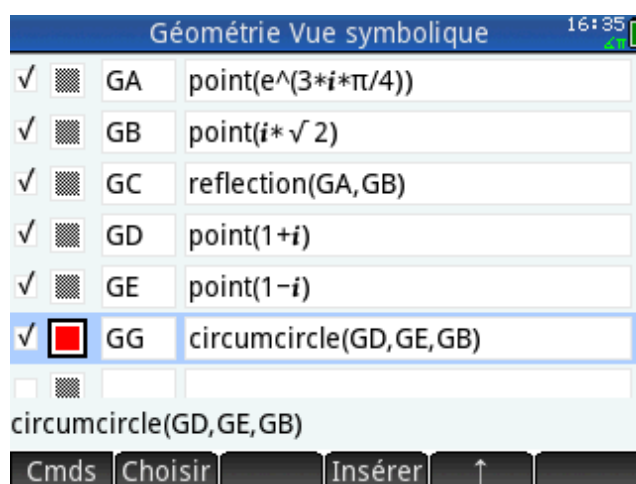 Géométrie Vue symbolique 16:35
∡π
√ GA point(e^(3*i*π/4))
√ GB point(i*√2)
√ GC reflection(GA,GB)
√ GD point(1+i)
√ GE point(1−i)
√ GG circumcircle(GD,GE,GB)
circumcircle(GD,GE,GB)
Cmds Choisir Insérer ↑